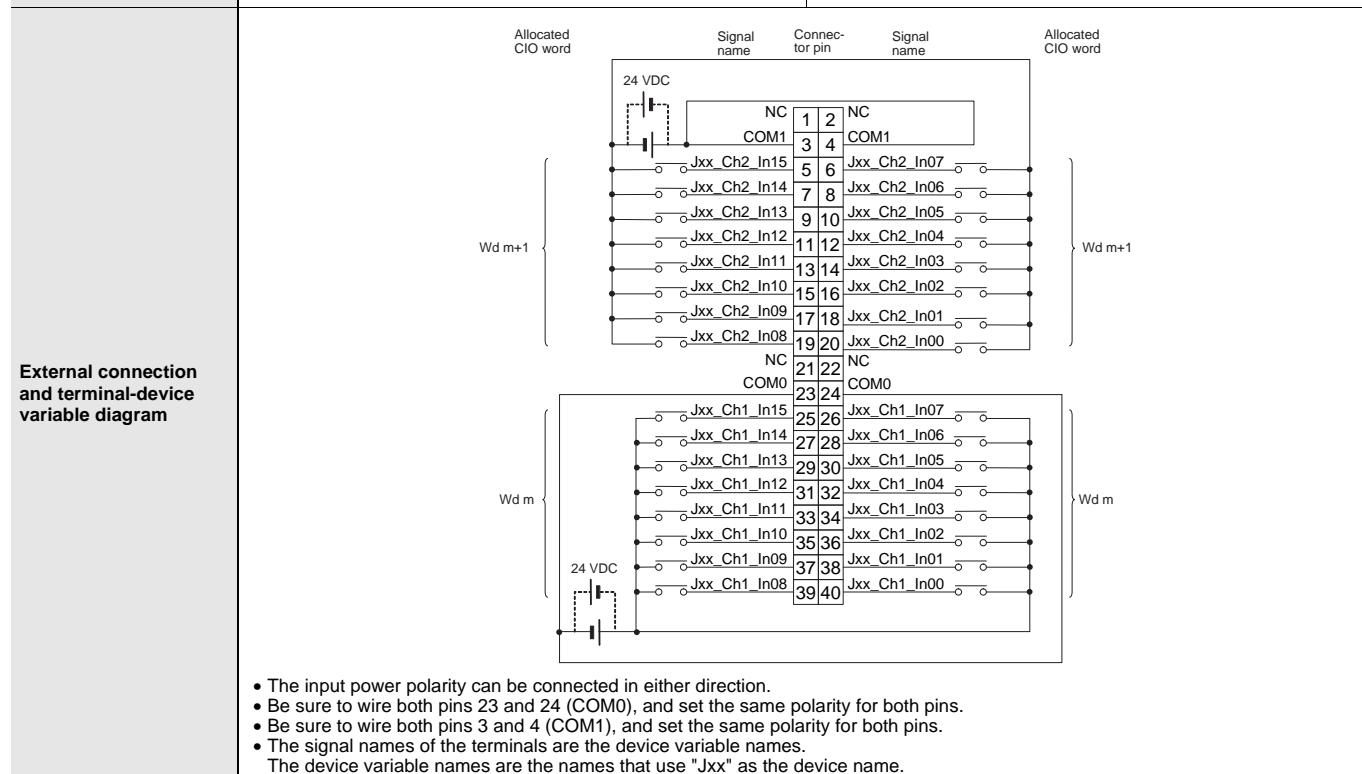 Allocated
CIO word
Signal
name
Connec-
tor pin
Signal
name
Allocated
CIO word
24 VDC
NC 1 2 NC
COM1 3 4 COM1
Jxx_Ch2_In15 5 6 Jxx_Ch2_In07
Jxx_Ch2_In14 7 8 Jxx_Ch2_In06
Jxx_Ch2_In13 9 10 Jxx_Ch2_In05
Jxx_Ch2_In12 11 12 Jxx_Ch2_In04
Wd m+1
Wd m+1
Jxx_Ch2_In11 13 14 Jxx_Ch2_In03
Jxx_Ch2_In10 15 16 Jxx_Ch2_In02
Jxx_Ch2_In09 17 18 Jxx_Ch2_In01
Jxx_Ch2_In08 19 20 Jxx_Ch2_In00
NC 21 22 NC
COM0 23 24 COM0
External connection
and terminal-device
variable diagram
Jxx_Ch1_In15 25 26 Jxx_Ch1_In07
Jxx_Ch1_In14 27 28 Jxx_Ch1_In06
Jxx_Ch1_In13 29 30 Jxx_Ch1_In05
Jxx_Ch1_In12 31 32 Jxx_Ch1_In04
Wd m
Wd m
Jxx_Ch1_In11 33 34 Jxx_Ch1_In03
Jxx_Ch1_In10 35 36 Jxx_Ch1_In02
Jxx_Ch1_In09 37 38 Jxx_Ch1_In01
24 VDC
Jxx_Ch1_In08 39 40 Jxx_Ch1_In00
• The input power polarity can be connected in either direction.
• Be sure to wire both pins 23 and 24 (COM0), and set the same polarity for both pins.
• Be sure to wire both pins 3 and 4 (COM1), and set the same polarity for both pins.
• The signal names of the terminals are the device variable names.
The device variable names are the names that use "Jxx" as the device name.